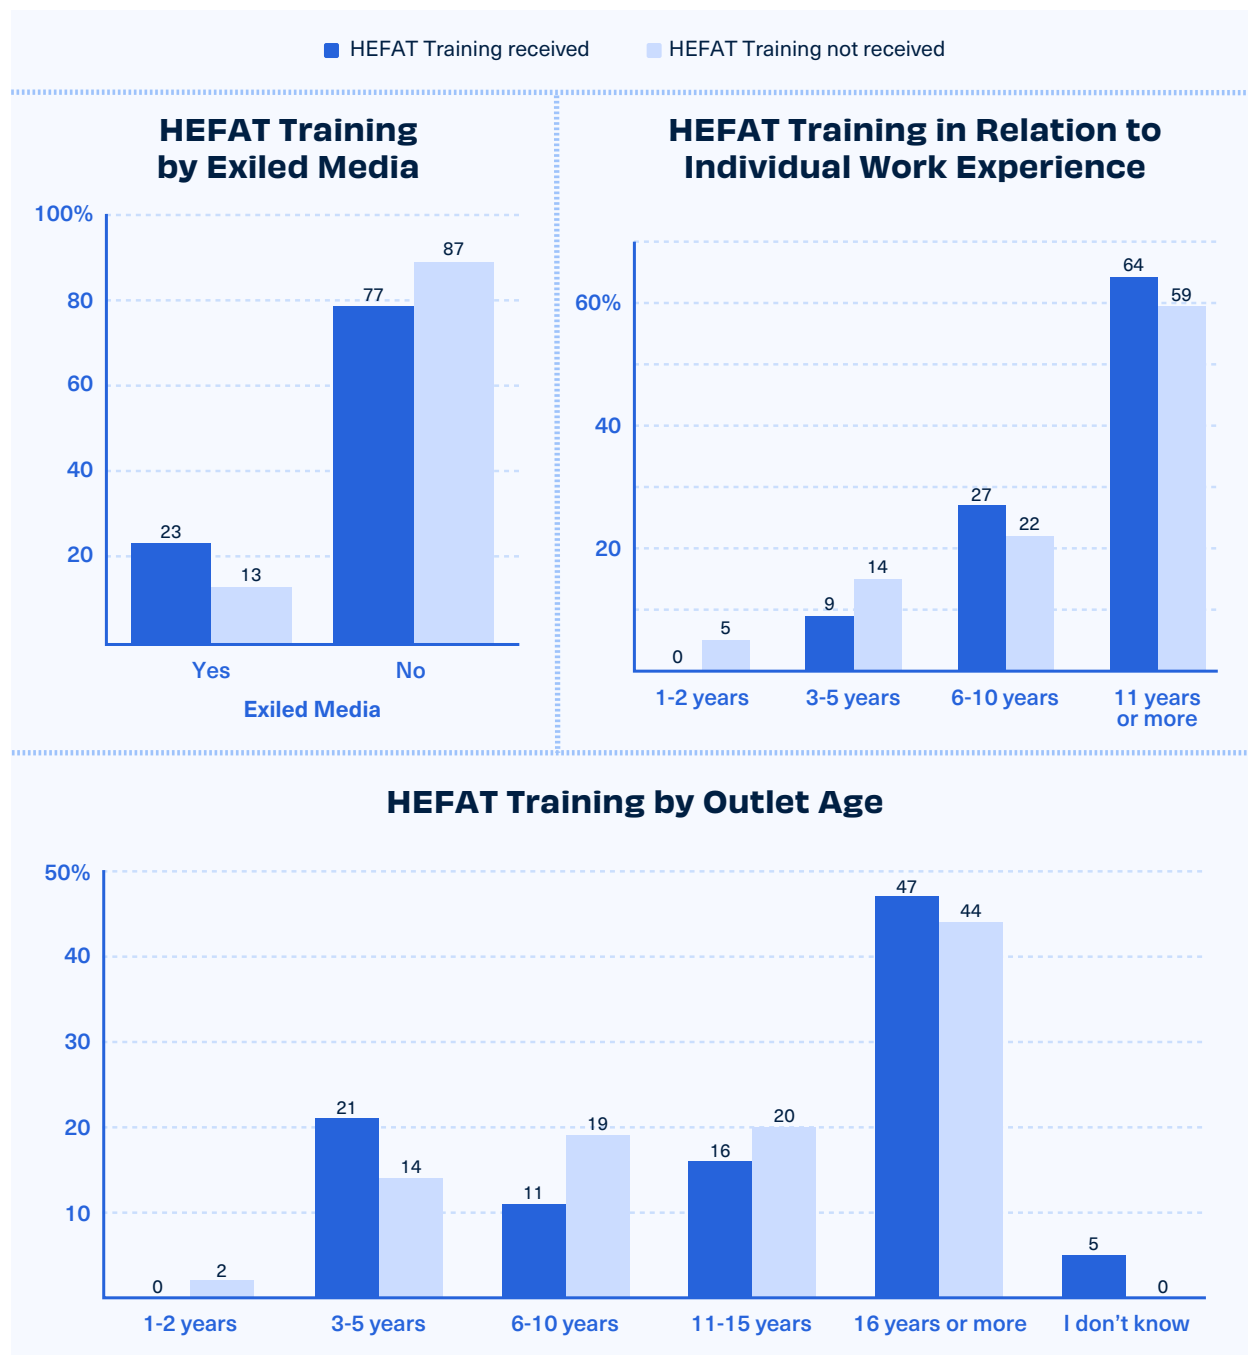 HEFAT Training received
HEFAT Training not received
HEFAT Training
by Exiled Media
100%
80
60
40
20
23
13
77
87
Yes
No
Exiled Media
HEFAT Training in Relation to
Individual Work Experience
60%
40
20
0
5
9
14
27
22
64
59
1-2 years
3-5 years
6-10 years
11 years
or more
HEFAT Training by Outlet Age
50%
40
30
20
10
0
2
21
14
11
19
16
20
47
44
5
0
1-2 years
3-5 years
6-10 years
11-15 years
16 years or more
I don’t know